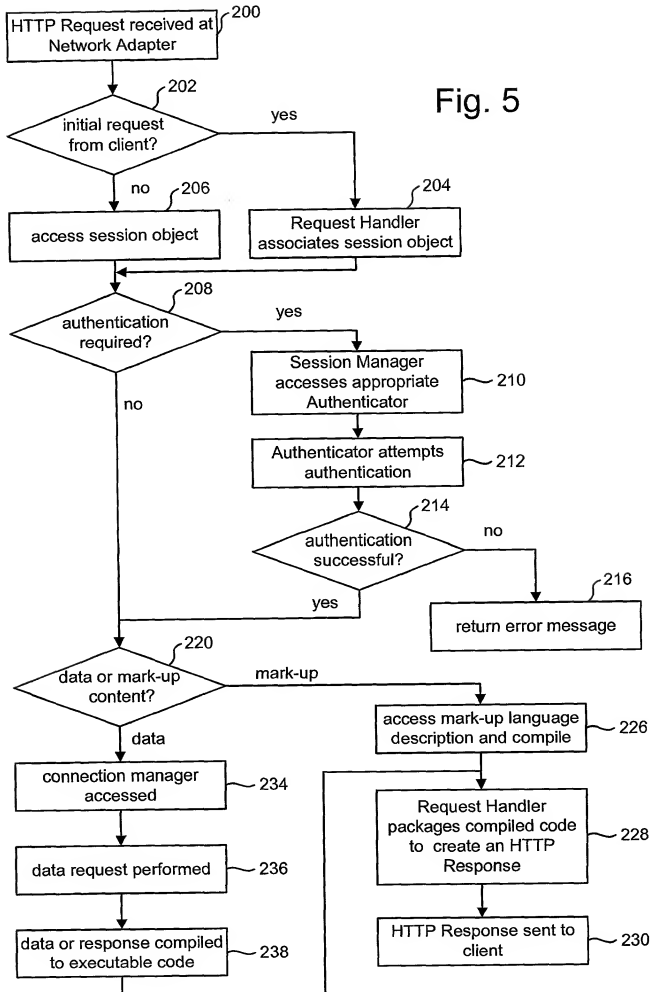 HTTP Request received at
Network Adapter
200
Fig. 5
202
initial request
from client?
yes
no
206
access session object
204
Request Handler
associates session object
208
authentication
required?
yes
no
Session Manager
accesses appropriate
Authenticator
210
Authenticator attempts
authentication
212
214
authentication
successful?
no
yes
216
return error message
220
data or mark-up
content?
mark-up
data
access mark-up language
description and compile
226
connection manager
accessed
234
Request Handler
packages compiled code
to create an HTTP
Response
228
data request performed
236
data or response compiled
to executable code
238
HTTP Response sent to
client
230